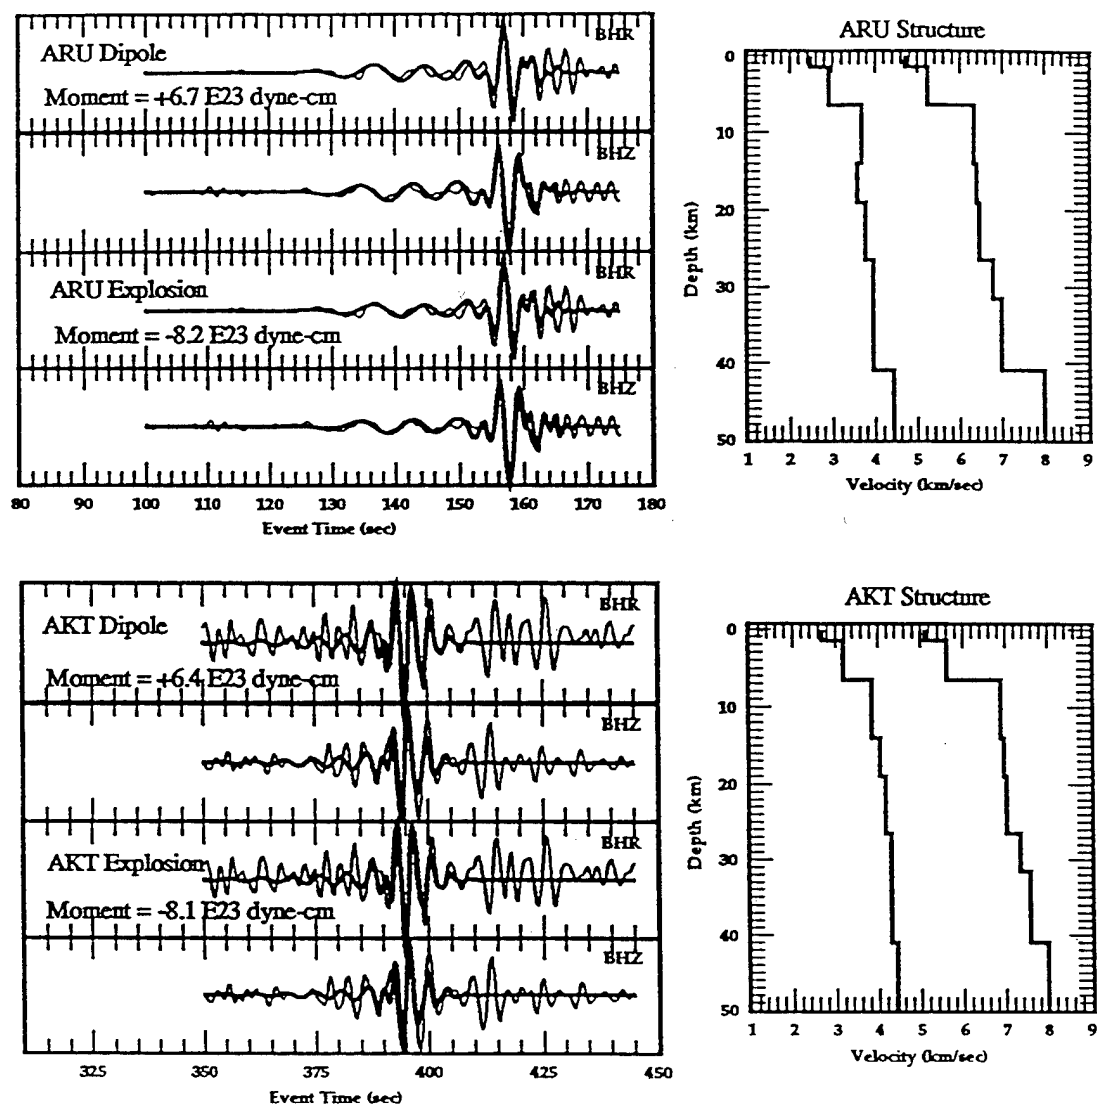 ARU Dipole
BHR
Moment = +6.7 E23 dyne-cm
BHZ
ARU Explosion
BHR
Moment = -8.2 E23 dyne-cm
BHZ
80 90 100 110 120 130 140 150 160 170 180
Event Time (sec)
ARU Structure
0
10
20
30
40
50
Depth (km)
1 2 3 4 5 6 7 8 9
Velocity (km/sec)
AKT Dipole
BHR
Moment = +6.4 E23 dyne-cm
BHZ
AKT Explosion
BHR
Moment = -8.1 E23 dyne-cm
BHZ
325 350 375 400 425 450
Event Time (sec)
AKT Structure
0
10
20
30
40
50
Depth (km)
1 2 3 4 5 6 7 8 9
Velocity (km/sec)